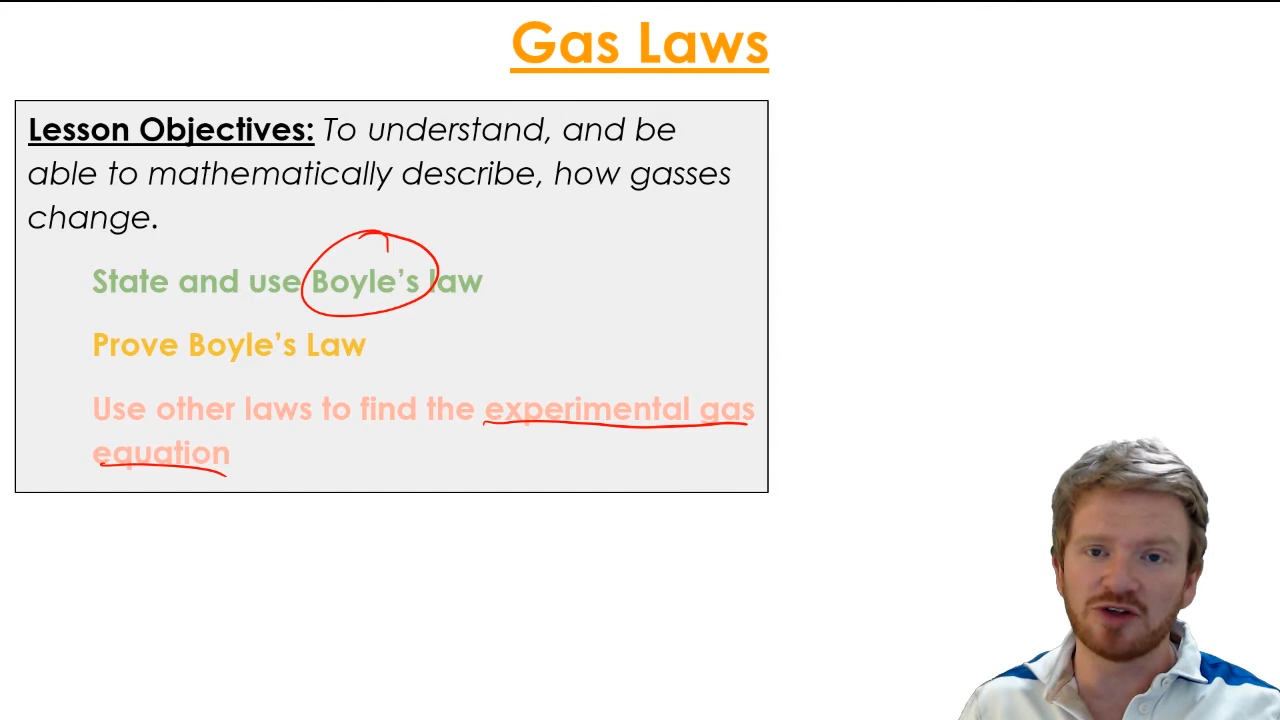 Gas Laws
Lesson Objectives: To understand, and be
able to mathematically describe, how gasses
change.
State and use Boyle's law
Prove Boyle's Law
Use other laws to find the experimental gas
equation